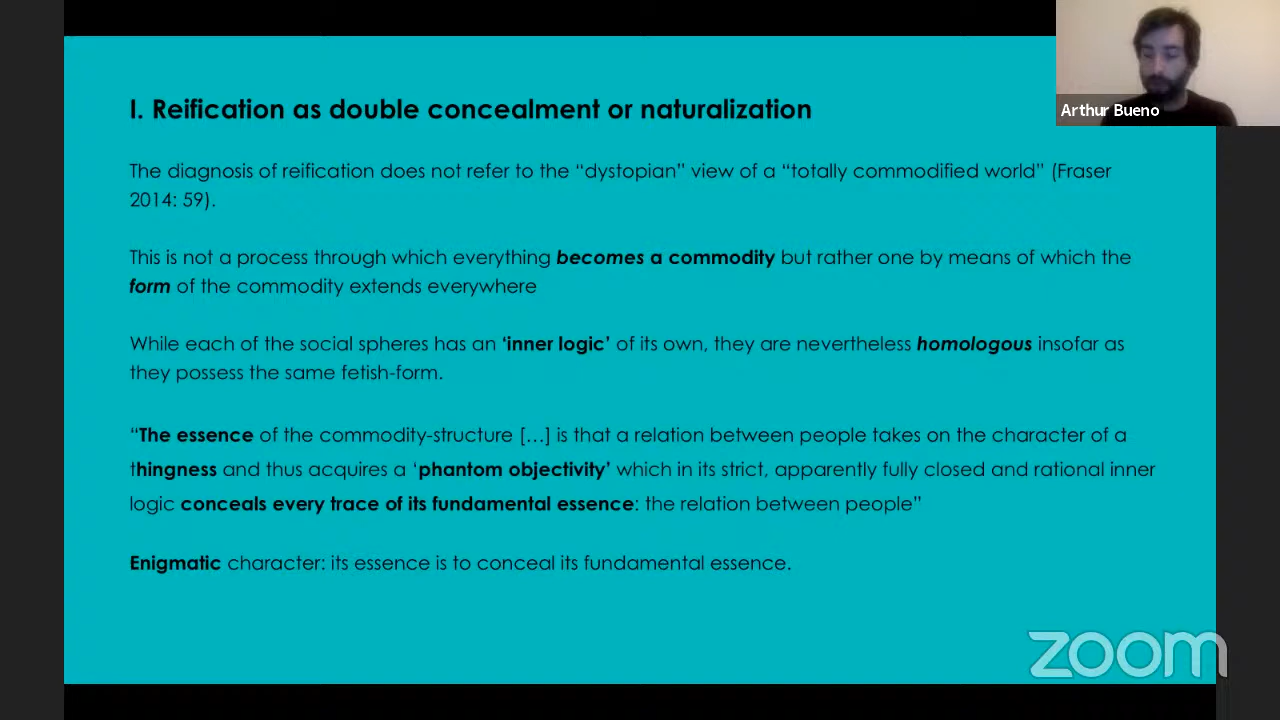 I. Reification as double concealment or naturalization
Arthur Bueno
The diagnosis of reification does not refer to the “dystopian” view of a “totally commodified world” (Fraser
2014: 59).
This is not a process through which everything becomes a commodity but rather one by means of which the
form of the commodity extends everywhere
While each of the social spheres has an ‘inner logic’ of its own, they are nevertheless homologous insofar as
they possess the same fetish-form.
“The essence of the commodity-structure [...] is that a relation between people takes on the character of a
thingness and thus acquires a ‘phantom objectivity’ which in its strict, apparently fully closed and rational inner
logic conceals every trace of its fundamental essence: the relation between people”
Enigmatic character: its essence is to conceal its fundamental essence.
zoom